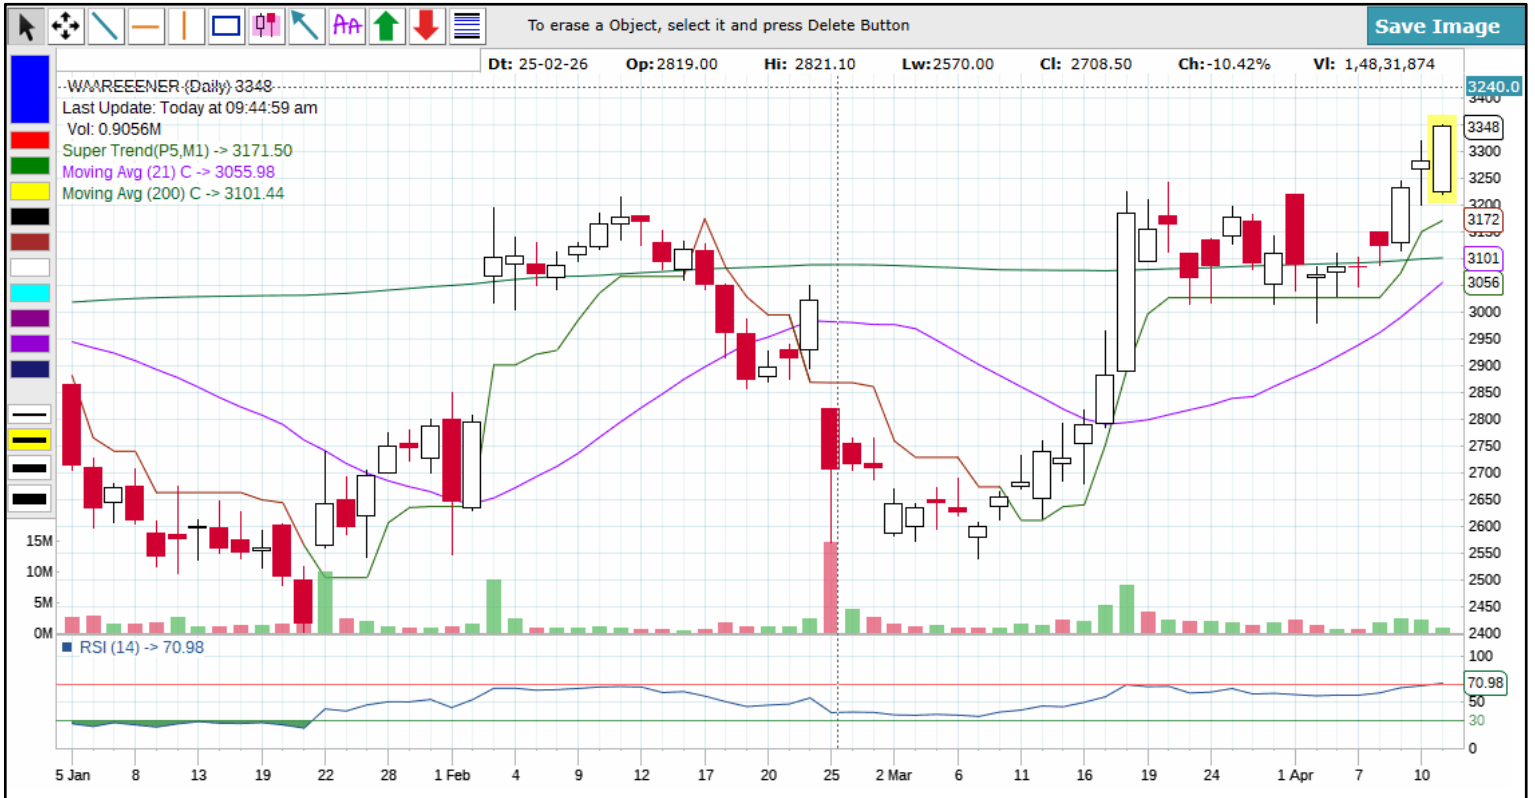 AA
To erase a Object, select it and press Delete Button
Save Image
Dt: 25-02-26 Op:2819.00 Hi: 2821.10 Lw:2570.00 Cl: 2708.50 Ch:-10.42% Vl: 1,48,31,874
WAAREEENER (Daily) 3348
Last Update: Today at 09:44:59 am
Vol: 0.9056M
Super Trend(P5,M1) -> 3171.50
Moving Avg (21) C -> 3055.98
Moving Avg (200) C -> 3101.44
3240.0
3400
3348
3300
3250
3200
3172
3150
3101
3056
3000
2950
2900
2850
2800
2750
2700
2650
2600
2550
2500
2450
2400
15M
10M
5M
0M
RSI (14) -> 70.98
100
70.98
50
30
0
5 Jan 8 13 19 22 28 1 Feb 4 9 12 17 20 25 2 Mar 6 11 16 19 24 1 Apr 7 10